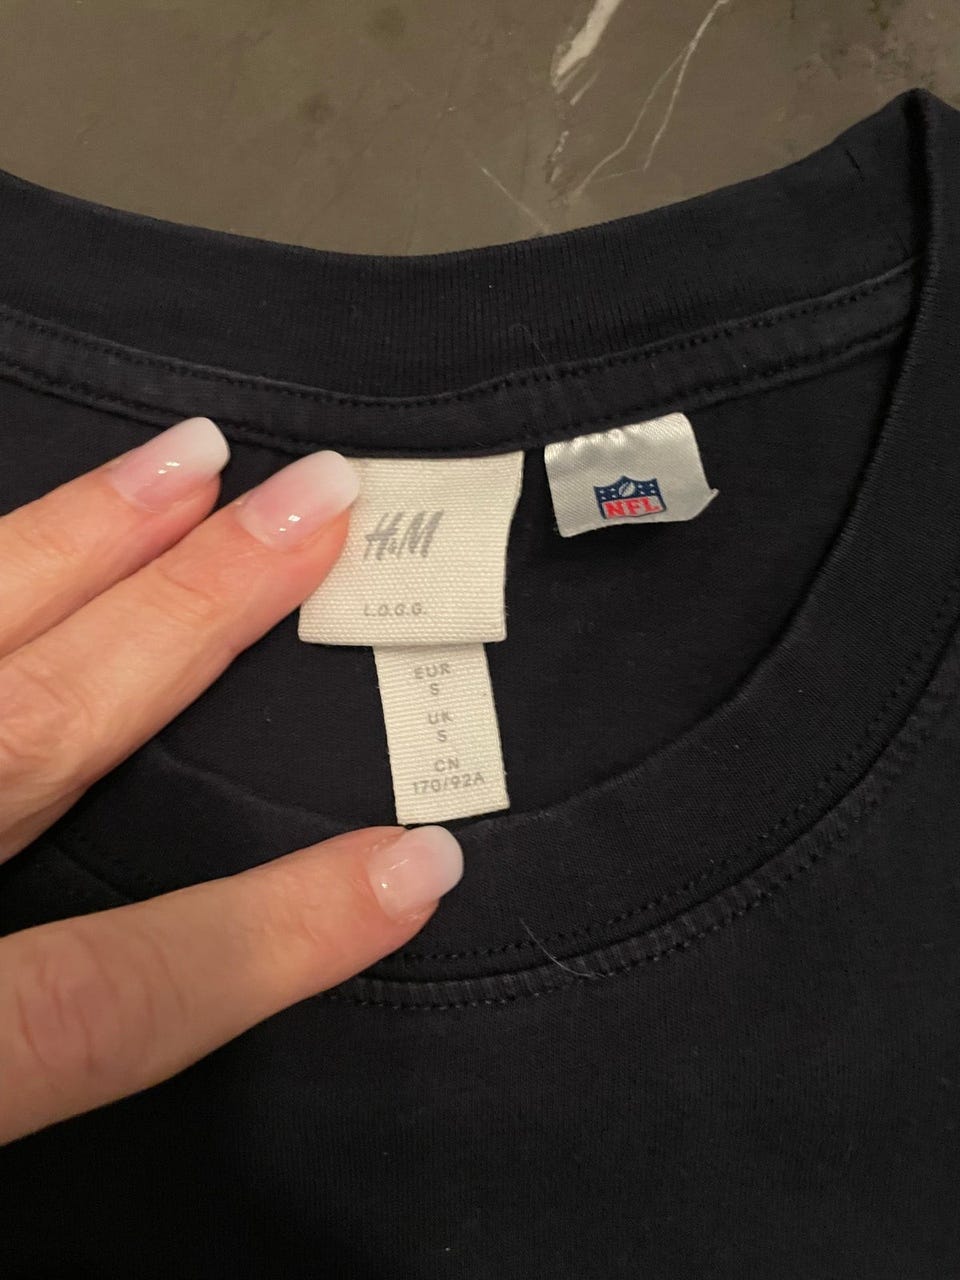 H&M
L.O.G.G.
EUR
S
UK
S
CN
170/92A
NFL